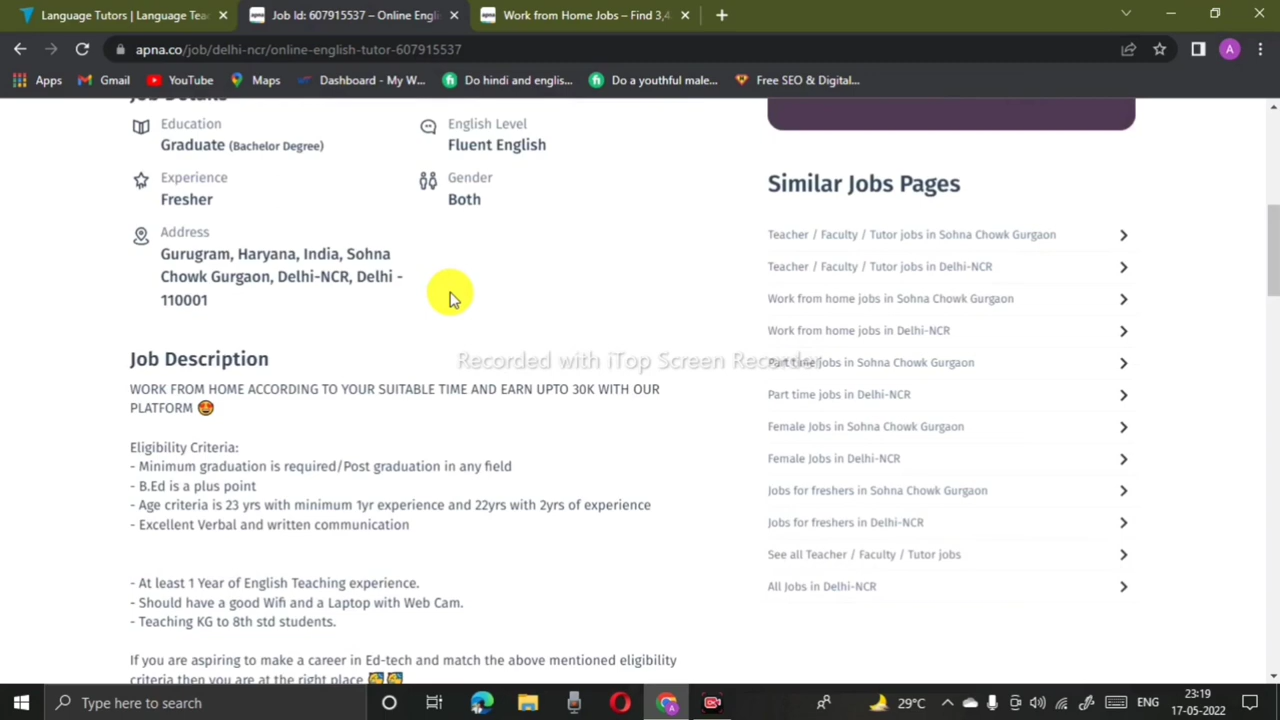 Language Tutors | Language Tea
Job Id: 607915537 – Online Engli
Work from Home Jobs – Find 3,4
apna.co/job/delhi-ncr/online-english-tutor-607915537
A
Apps
Gmail
YouTube
Maps
Dashboard - My W...
Do hindi and englis...
Do a youthful male...
Free SEO & Digital...
Job Details
Education
Graduate (Bachelor Degree)
English Level
Fluent English
Experience
Fresher
Gender
Both
Address
Gurugram, Haryana, India, Sohna
Chowk Gurgaon, Delhi-NCR, Delhi -
110001
Job Description
WORK FROM HOME ACCORDING TO YOUR SUITABLE TIME AND EARN UPTO 30K WITH OUR
PLATFORM 😍
Eligibility Criteria:
- Minimum graduation is required/Post graduation in any field
- B.Ed is a plus point
- Age criteria is 23 yrs with minimum 1yr experience and 22yrs with 2yrs of experience
- Excellent Verbal and written communication
- At least 1 Year of English Teaching experience.
- Should have a good Wifi and a Laptop with Web Cam.
- Teaching KG to 8th std students.
If you are aspiring to make a career in Ed-tech and match the above mentioned eligibility
criteria then you are at the right place
Similar Jobs Pages
Teacher / Faculty / Tutor jobs in Sohna Chowk Gurgaon
Teacher / Faculty / Tutor jobs in Delhi-NCR
Work from home jobs in Sohna Chowk Gurgaon
Work from home jobs in Delhi-NCR
Part time jobs in Sohna Chowk Gurgaon
Part time jobs in Delhi-NCR
Female Jobs in Sohna Chowk Gurgaon
Female Jobs in Delhi-NCR
Jobs for freshers in Sohna Chowk Gurgaon
Jobs for freshers in Delhi-NCR
See all Teacher / Faculty / Tutor jobs
All Jobs in Delhi-NCR
Recorded with iTop Screen Recorder
Type here to search
29°C
ENG
23:19
17-05-2022